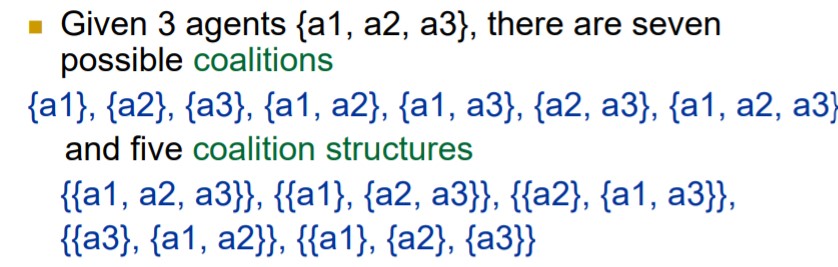 Given 3 agents {a1, a2, a3}, there are seven
possible coalitions
{a1}, {a2}, {a3}, {a1, a2}, {a1, a3}, {a2, a3}, {a1, a2, a3}
and five coalition structures
{{a1, a2, a3}}, {{a1}, {a2, a3}}, {{a2}, {a1, a3}},
{{a3}, {a1, a2}}, {{a1}, {a2}, {a3}}